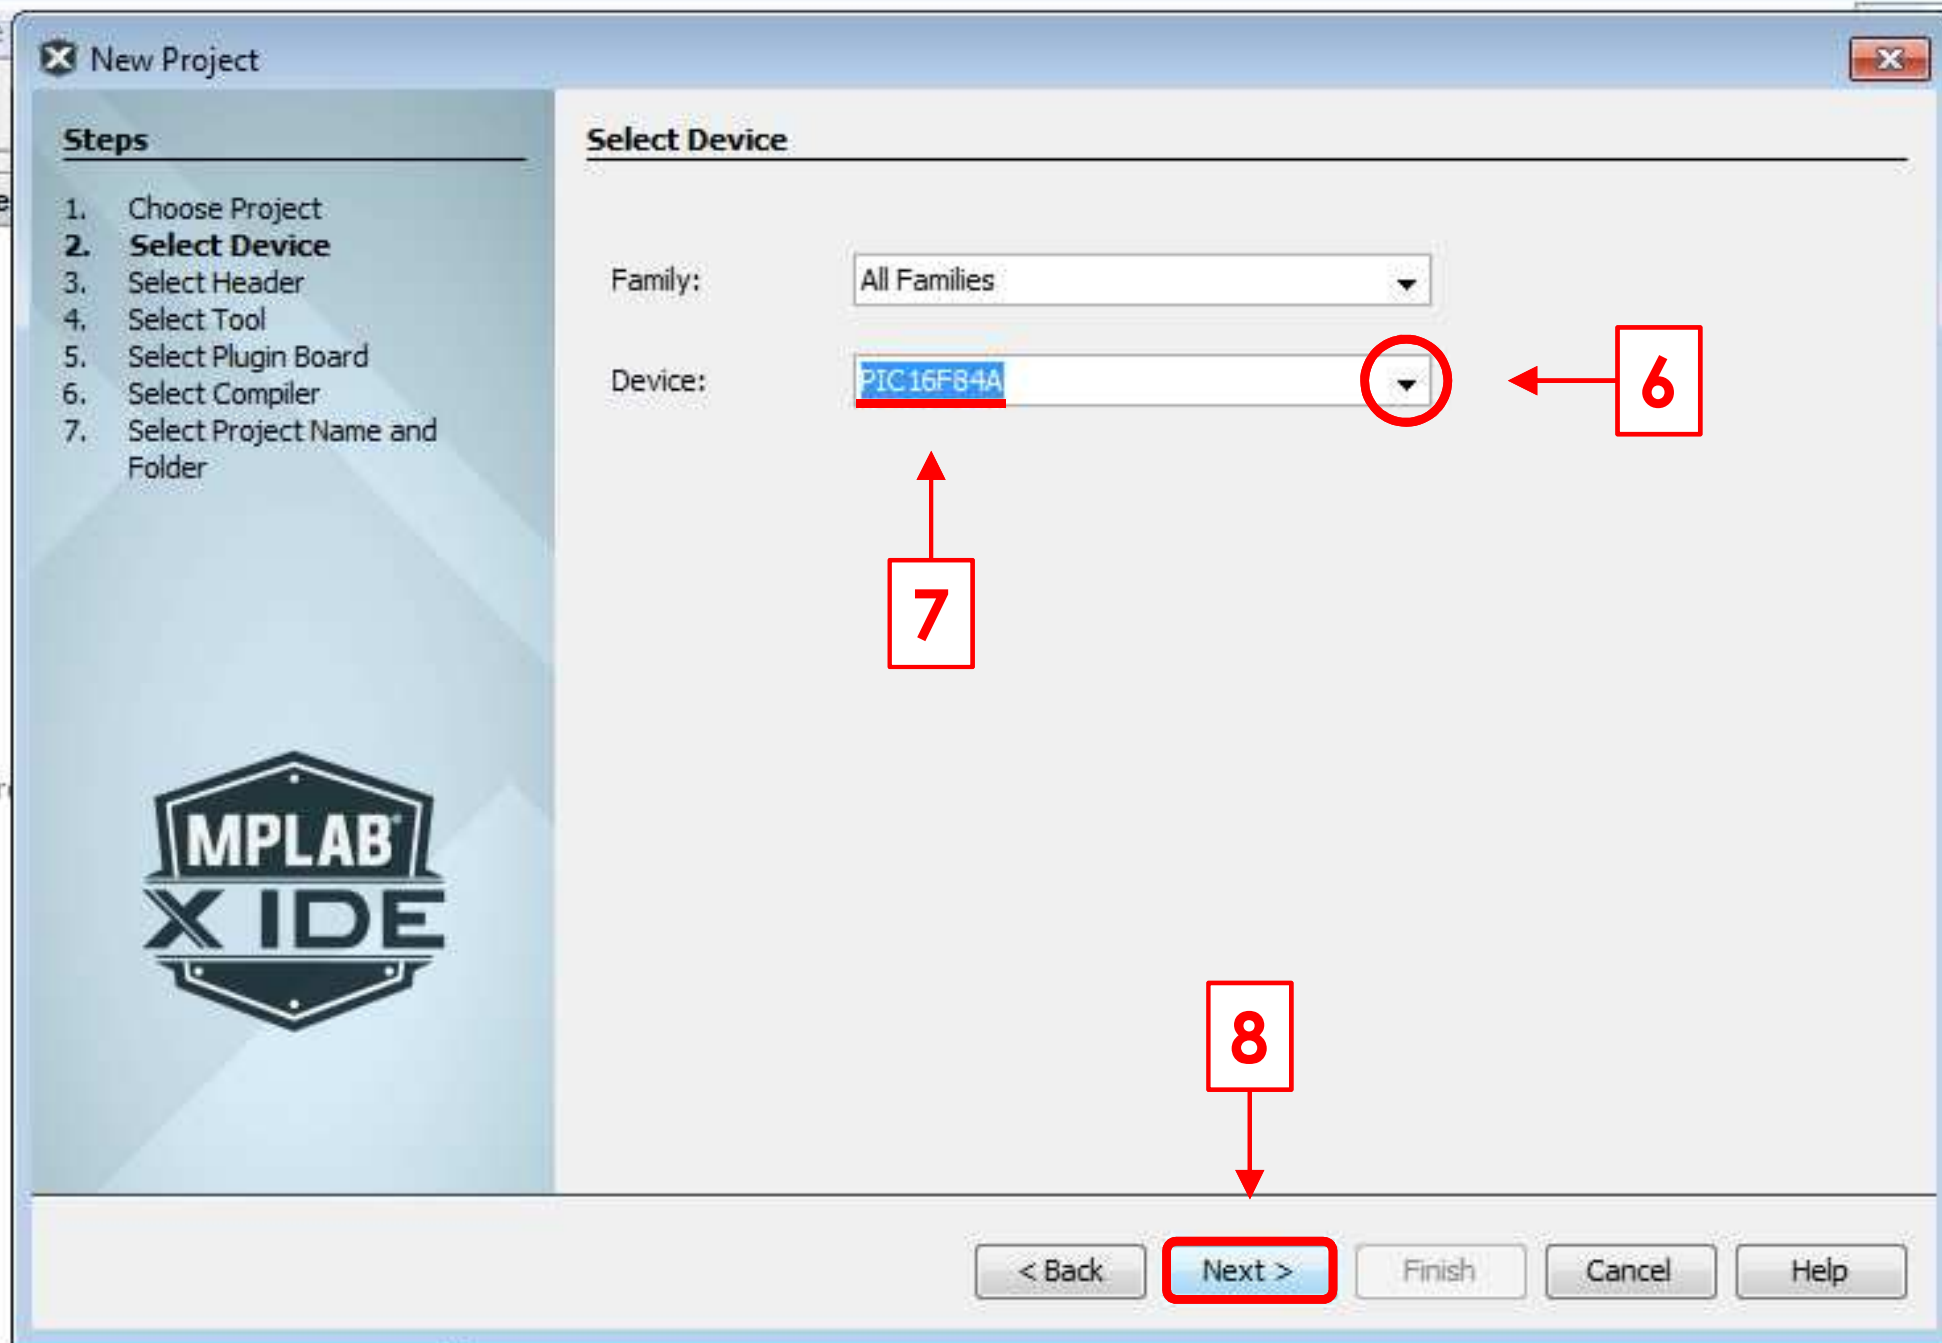 New Project
Steps
1. Choose Project
2. Select Device
3. Select Header
4. Select Tool
5. Select Plugin Board
6. Select Compiler
7. Select Project Name and
Folder
MPLAB®
X IDE
Select Device
Family: All Families
Device: PIC16F84A
6
7
8
< Back Next > Finish Cancel Help